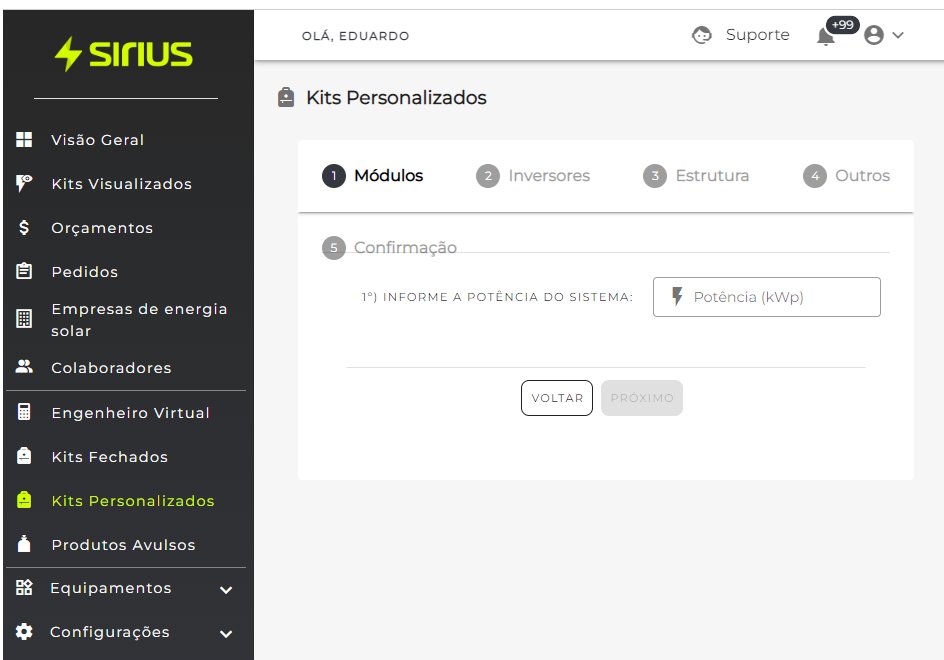 SIRIUS
OLÁ, EDUARDO
Suporte
+99
Visão Geral
Kits Visualizados
Orçamentos
Pedidos
Empresas de energia
solar
Colaboradores
Engenheiro Virtual
Kits Fechados
Kits Personalizados
Produtos Avulsos
Equipamentos
Configurações
Kits Personalizados
1 Módulos
2 Inversores
3 Estrutura
4 Outros
5 Confirmação
1º) INFORME A POTÊNCIA DO SISTEMA:
Potência (kWp)
VOLTAR
PRÓXIMO